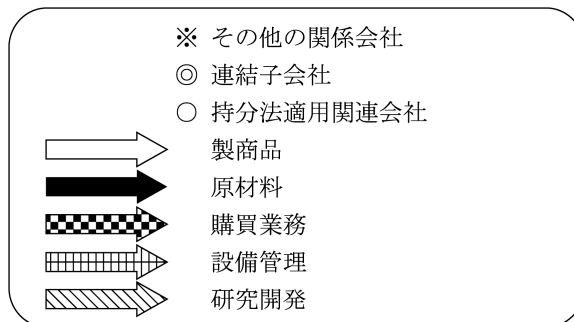 ※ その他の関係会社
◎ 連結子会社
○ 持分法適用関連会社
製商品
原材料
購買業務
設備管理
研究開発